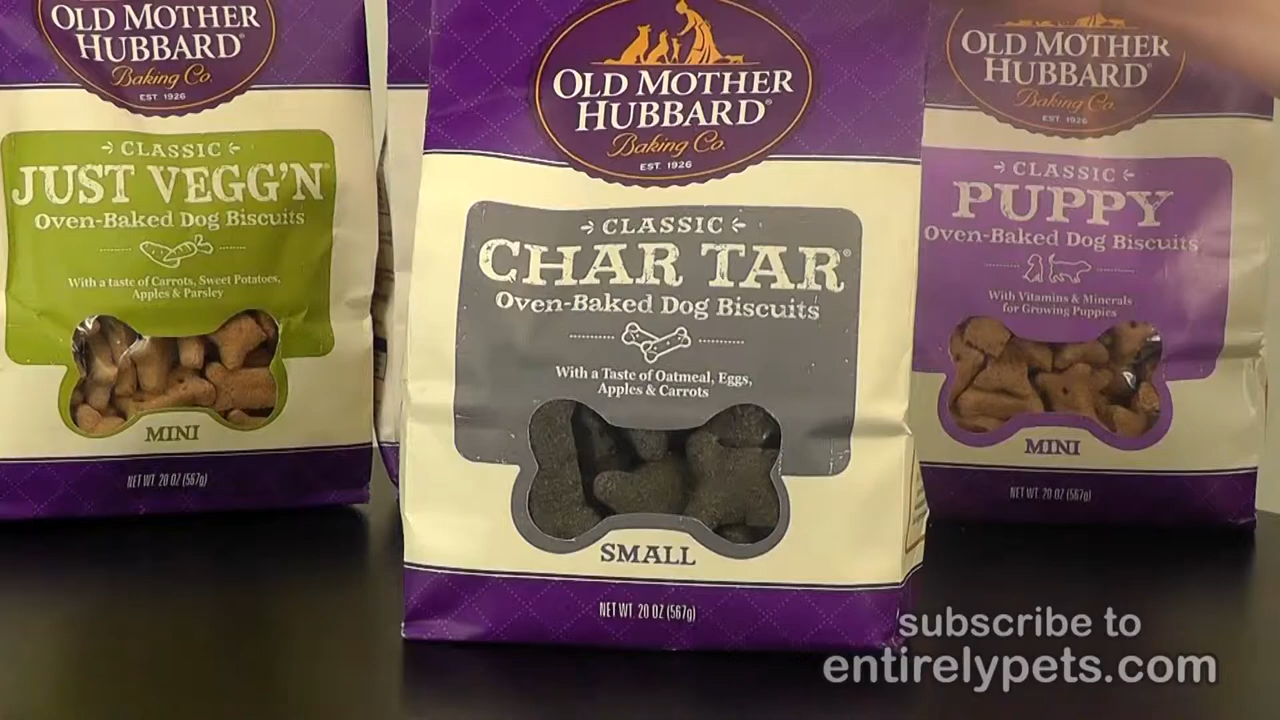 OLD MOTHER
HUBBARD®
Baking Co.
EST. 1926
CLASSIC
JUST VEGG'N®
Oven-Baked Dog Biscuits
With a taste of Carrots, Sweet Potatoes,
Apples & Parsley
MINI
NET WT. 20 OZ (567g)
OLD MOTHER
HUBBARD®
Baking Co.
EST. 1926
CLASSIC
CHAR TAR®
Oven-Baked Dog Biscuits
With a Taste of Oatmeal, Eggs,
Apples & Carrots
SMALL
NET WT. 20 OZ (567g)
OLD MOTHER
HUBBARD®
Baking Co.
EST. 1926
CLASSIC
PUPPY
Oven-Baked Dog Biscuits
With Vitamins & Minerals
for Growing Puppies
MINI
NET WT. 20 OZ (567g)
subscribe to
entirelypets.com